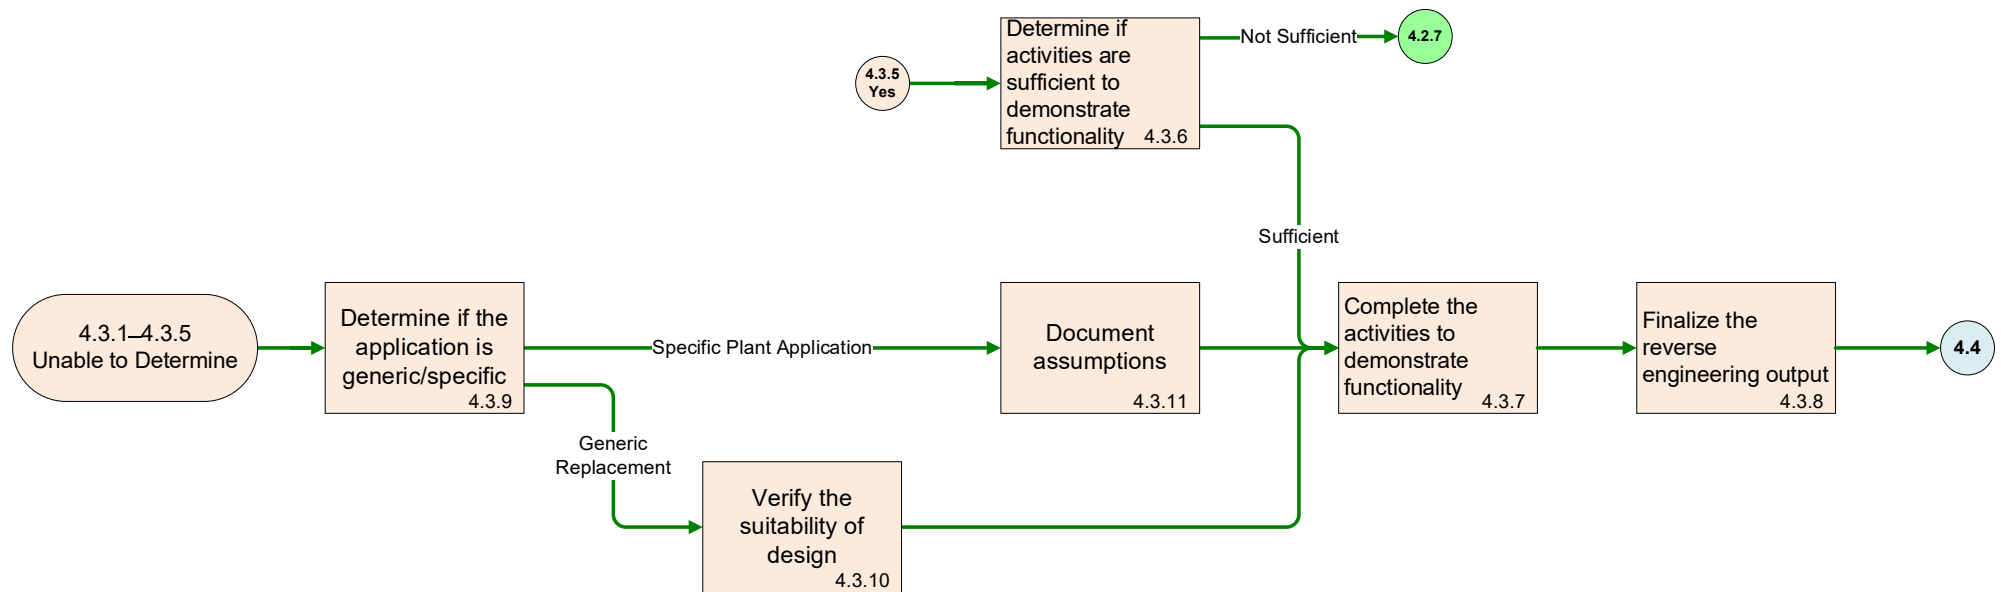 Determine if
activities are
sufficient to
demonstrate
functionality 4.3.6
Not Sufficient
4.2.7
4.3.5
Yes
Sufficient
4.3.1–4.3.5
Unable to Determine
Determine if the
application is
generic/specific
4.3.9
Specific Plant Application
Document
assumptions
4.3.11
Complete the
activities to
demonstrate
functionality
4.3.7
Finalize the
reverse
engineering output
4.3.8
4.4
Generic
Replacement
Verify the
suitability of
design
4.3.10